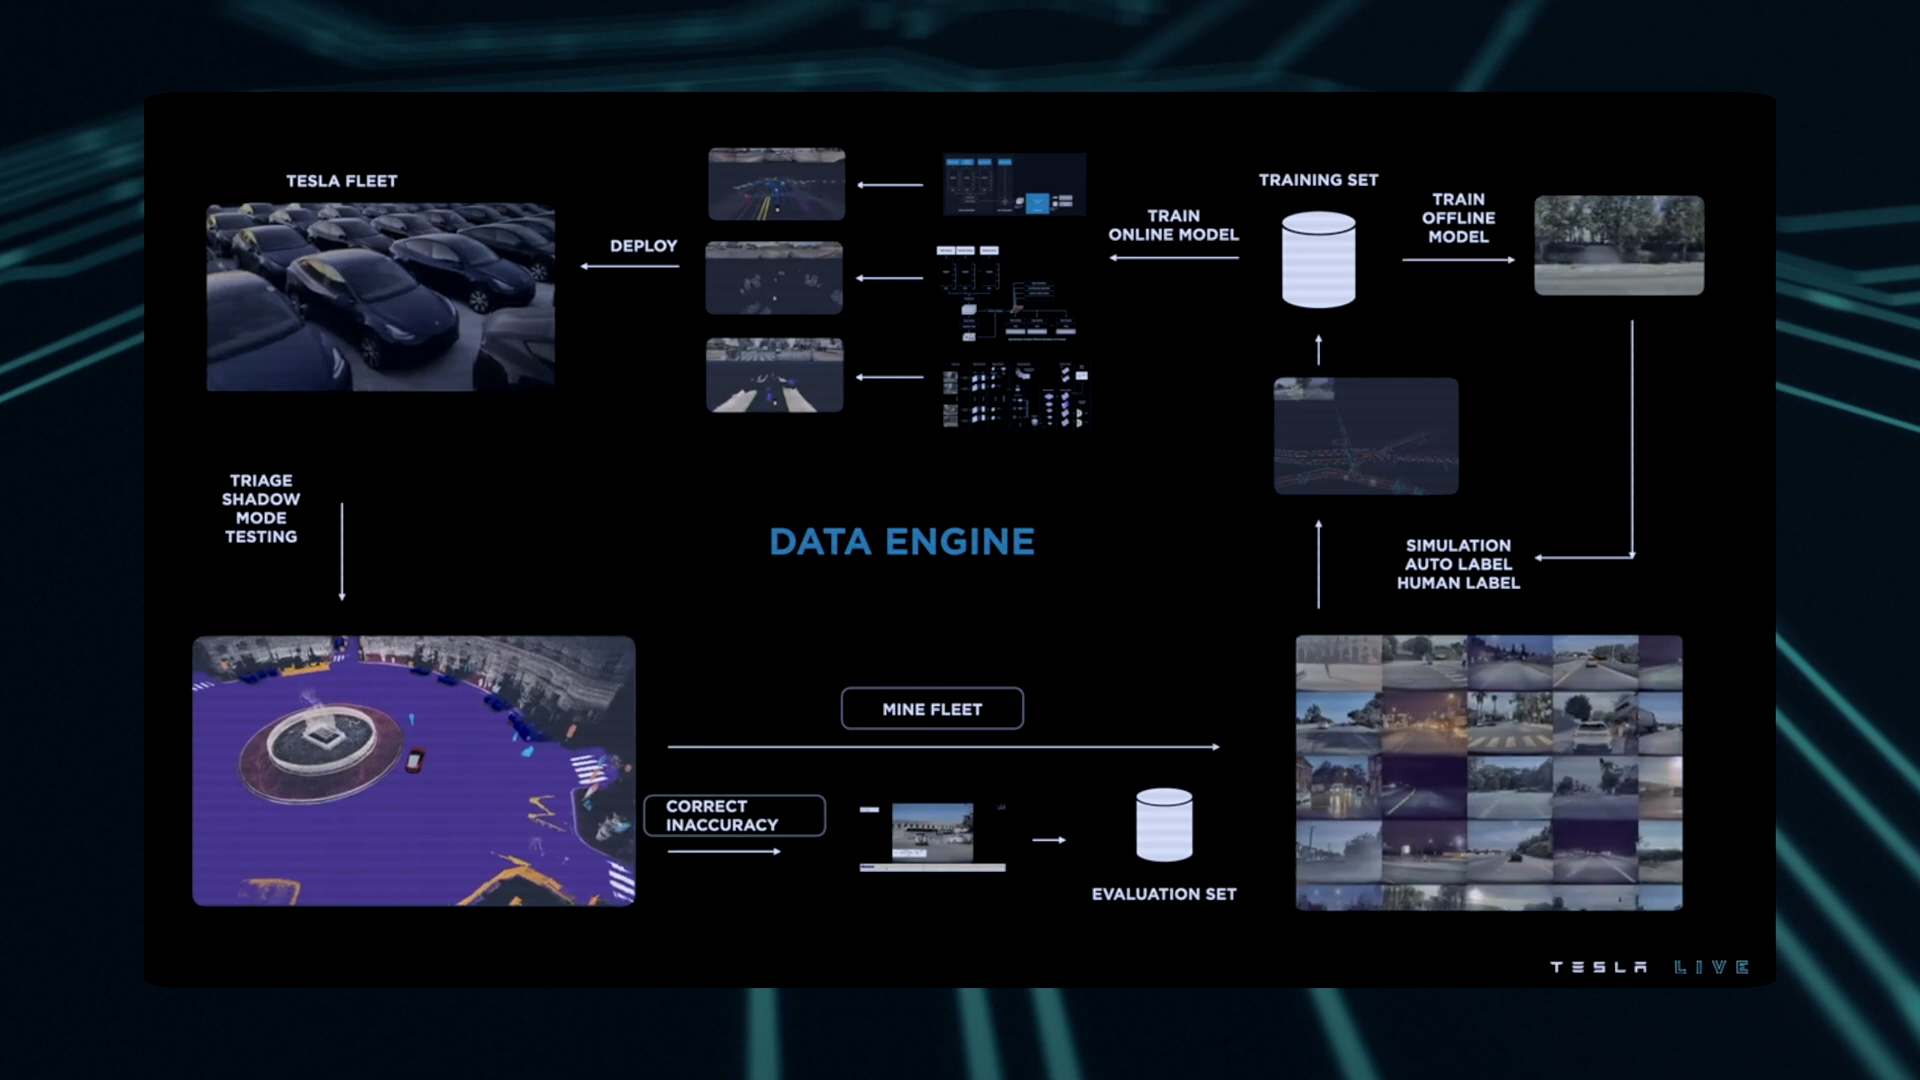 TESLA FLEET
DEPLOY
TRAIN
ONLINE MODEL
TRAINING SET
TRAIN
OFFLINE
MODEL
TRIAGE
SHADOW
MODE
TESTING
DATA ENGINE
SIMULATION
AUTO LABEL
HUMAN LABEL
MINE FLEET
CORRECT
INACCURACY
EVALUATION SET
TESLA LIVE